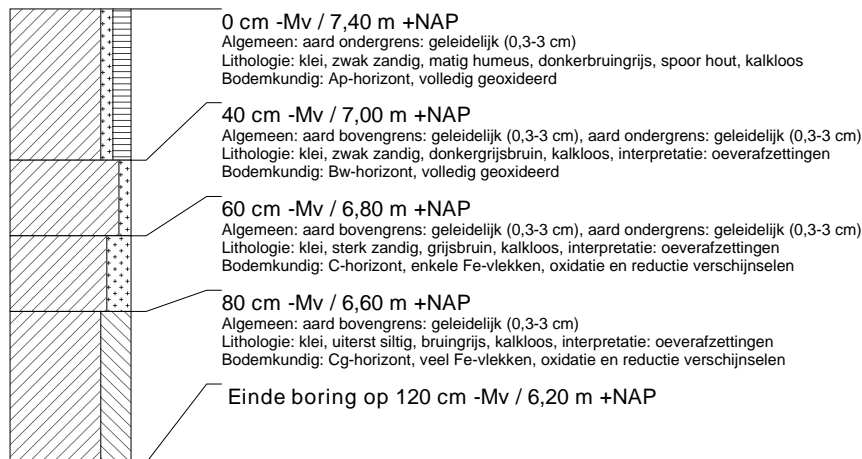 0 cm -Mv / 7,40 m +NAP
Algemeen: aard ondergrens: geleidelijk (0,3-3 cm)
Lithologie: klei, zwak zandig, matig humeus, donkerbruingrijs, spoor hout, kalkloos
Bodemkundig: Ap-horizont, volledig geoxideerd
40 cm -Mv / 7,00 m +NAP
Algemeen: aard bovengrens: geleidelijk (0,3-3 cm), aard ondergrens: geleidelijk (0,3-3 cm)
Lithologie: klei, zwak zandig, donkergrijsbruin, kalkloos, interpretatie: oeverafzettingen
Bodemkundig: Bw-horizont, volledig geoxideerd
60 cm -Mv / 6,80 m +NAP
Algemeen: aard bovengrens: geleidelijk (0,3-3 cm), aard ondergrens: geleidelijk (0,3-3 cm)
Lithologie: klei, sterk zandig, grijsbruin, kalkloos, interpretatie: oeverafzettingen
Bodemkundig: C-horizont, enkele Fe-vlekken, oxidatie en reductie verschijnselen
80 cm -Mv / 6,60 m +NAP
Algemeen: aard bovengrens: geleidelijk (0,3-3 cm)
Lithologie: klei, uiterst siltig, bruingrijs, kalkloos, interpretatie: oeverafzettingen
Bodemkundig: Cg-horizont, veel Fe-vlekken, oxidatie en reductie verschijnselen
Einde boring op 120 cm -Mv / 6,20 m +NAP